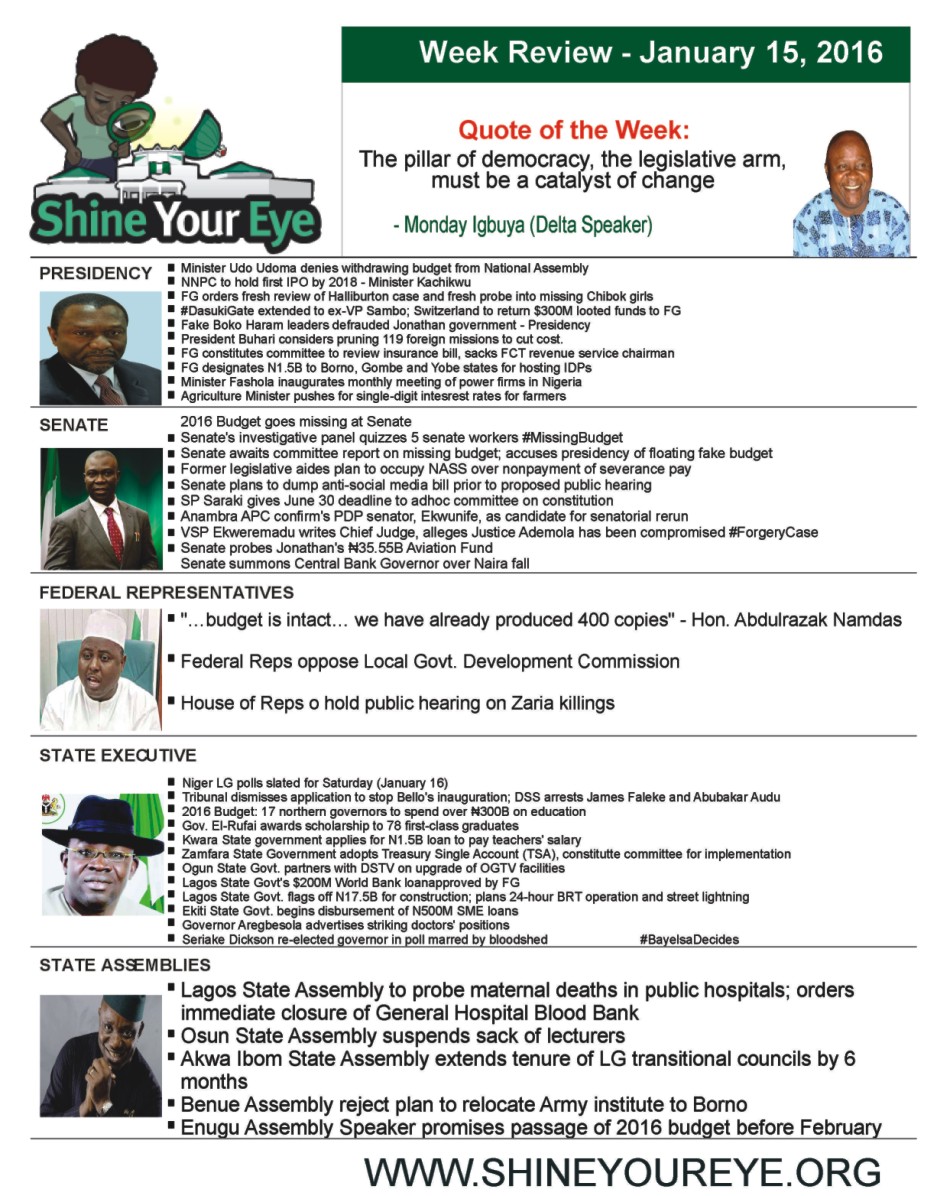 Shine Your Eye
Week Review - January 15, 2016
Quote of the Week:
The pillar of democracy, the legislative arm,
must be a catalyst of change
- Monday Igbuya (Delta Speaker)
PRESIDENCY
▪ Minister Udo Udoma denies withdrawing budget from National Assembly
▪ NNPC to hold first IPO by 2018 - Minister Kachikwu
▪ FG orders fresh review of Halliburton case and fresh probe into missing Chibok girls
▪ #DasukiGate extended to ex-VP Sambo; Switzerland to return $300M looted funds to FG
▪ Fake Boko Haram leaders defrauded Jonathan government - Presidency
▪ President Buhari considers pruning 119 foreign missions to cut cost.
▪ FG constitutes committee to review insurance bill, sacks FCT revenue service chairman
▪ FG designates N1.5B to Borno, Gombe and Yobe states for hosting IDPs
▪ Minister Fashola inaugurates monthly meeting of power firms in Nigeria
▪ Agriculture Minister pushes for single-digit intesrest rates for farmers
SENATE
2016 Budget goes missing at Senate
▪ Senate's investigative panel quizzes 5 senate workers #MissingBudget
▪ Senate awaits committee report on missing budget; accuses presidency of floating fake budget
▪ Former legislative aides plan to occupy NASS over nonpayment of severance pay
▪ Senate plans to dump anti-social media bill prior to proposed public hearing
▪ SP Saraki gives June 30 deadline to adhoc committee on constitution
▪ Anambra APC confirm's PDP senator, Ekwunife, as candidate for senatorial rerun
▪ VSP Ekweremadu writes Chief Judge, alleges Justice Ademola has been compromised #ForgeryCase
▪ Senate probes Jonathan's ₦35.55B Aviation Fund
Senate summons Central Bank Governor over Naira fall
FEDERAL REPRESENTATIVES
▪ "…budget is intact… we have already produced 400 copies" - Hon. Abdulrazak Namdas
▪ Federal Reps oppose Local Govt. Development Commission
▪ House of Reps o hold public hearing on Zaria killings
STATE EXECUTIVE
▪ Niger LG polls slated for Saturday (January 16)
▪ Tribunal dismisses application to stop Bello's inauguration; DSS arrests James Faleke and Abubakar Audu
▪ 2016 Budget: 17 northern governors to spend over ₦300B on education
▪ Gov. El-Rufai awards scholarship to 78 first-class graduates
▪ Kwara State government applies for N1.5B loan to pay teachers' salary
▪ Zamfara State Government adopts Treasury Single Account (TSA), constitutte committee for implementation
▪ Ogun State Govt. partners with DSTV on upgrade of OGTV facilities
▪ Lagos State Govt's $200M World Bank loanapproved by FG
▪ Lagos State Govt. flags off N17.5B for construction; plans 24-hour BRT operation and street lightning
▪ Ekiti State Govt. begins disbursement of N500M SME loans
▪ Governor Aregbesola advertises striking doctors' positions
▪ Seriake Dickson re-elected governor in poll marred by bloodshed #BayelsaDecides
STATE ASSEMBLIES
▪ Lagos State Assembly to probe maternal deaths in public hospitals; orders
immediate closure of General Hospital Blood Bank
▪ Osun State Assembly suspends sack of lecturers
▪ Akwa Ibom State Assembly extends tenure of LG transitional councils by 6
months
▪ Benue Assembly reject plan to relocate Army institute to Borno
▪ Enugu Assembly Speaker promises passage of 2016 budget before February
WWW.SHINEYOUREYE.ORG